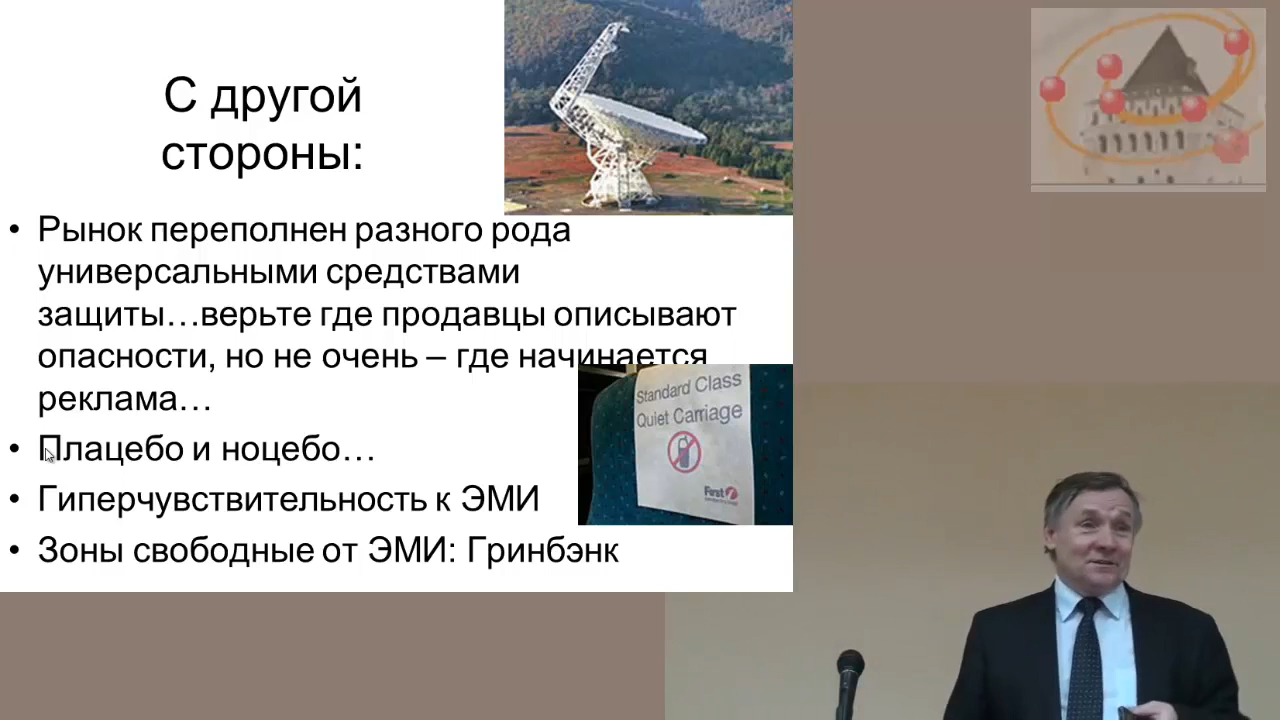 С другой
стороны:
• Рынок переполнен разного рода
универсальными средствами
защиты…верьте где продавцы описывают
опасности, но не очень – где начинается
реклама…
• Плацебо и ноцебо…
• Гиперчувствительность к ЭМИ
• Зоны свободные от ЭМИ: Гринбэнк
Standard Class
Quiet Carriage
First